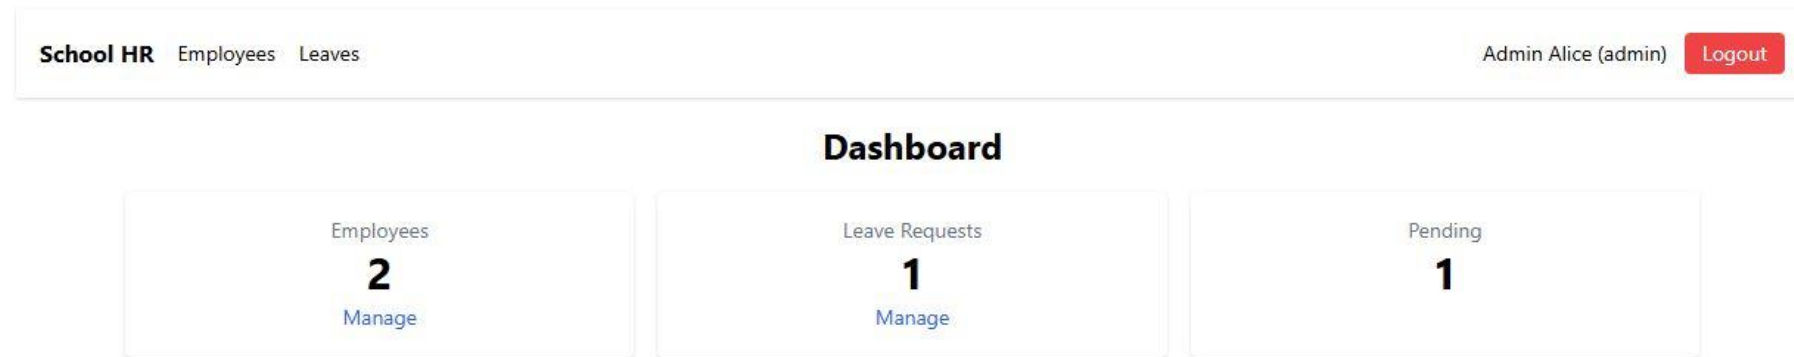 School HR Employees Leaves Admin Alice (admin) Logout
Dashboard
Employees
2
Manage
Leave Requests
1
Manage
Pending
1